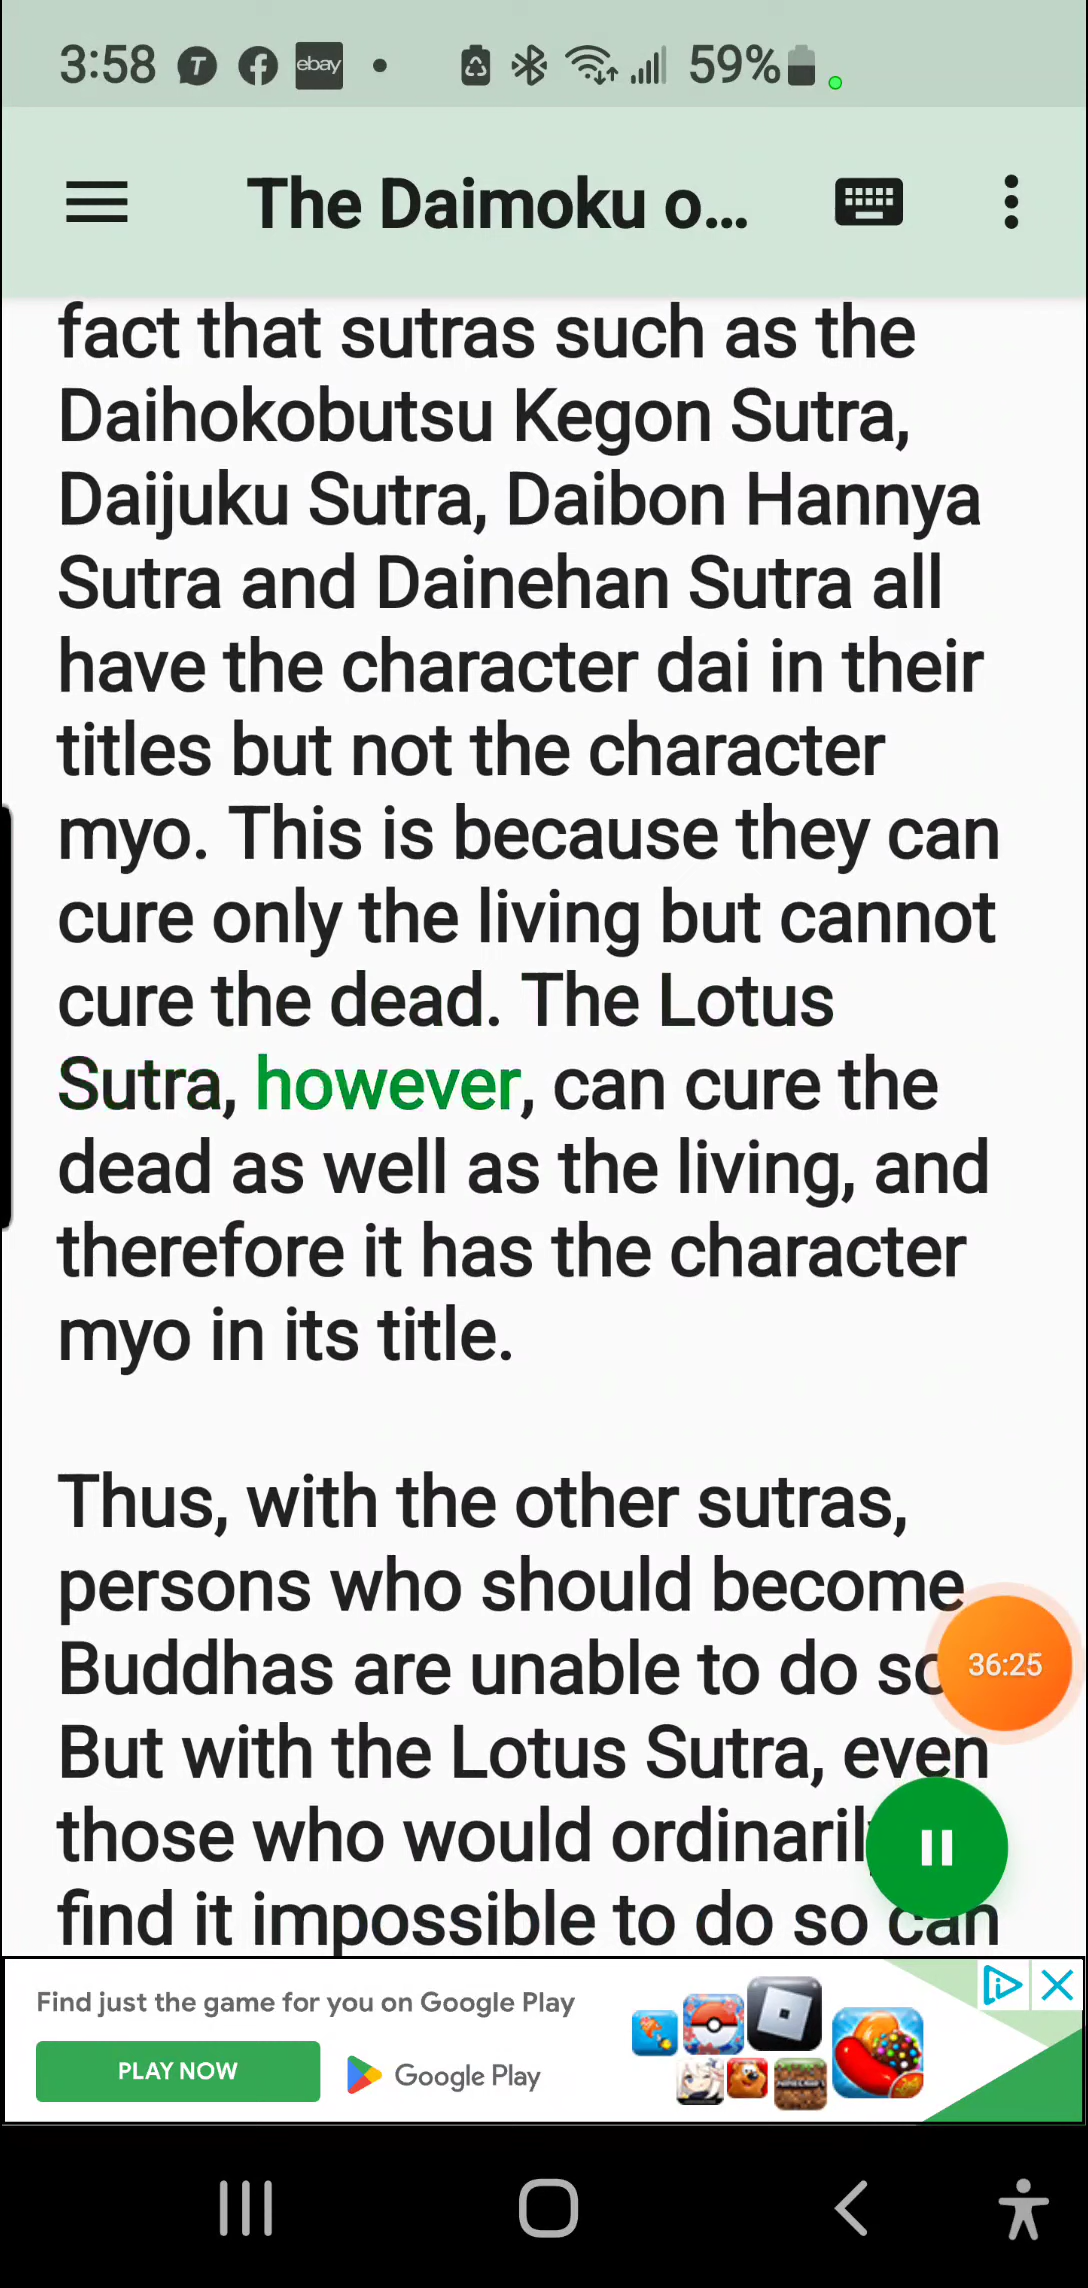 3:58
ebay
59%
The Daimoku o...
fact that sutras such as the
Daihokobutsu Kegon Sutra,
Daijuku Sutra, Daibon Hannya
Sutra and Dainehan Sutra all
have the character dai in their
titles but not the character
myo. This is because they can
cure only the living but cannot
cure the dead. The Lotus
Sutra, however, can cure the
dead as well as the living, and
therefore it has the character
myo in its title.
Thus, with the other sutras,
persons who should become
Buddhas are unable to do so
36:25
But with the Lotus Sutra, even
those who would ordinarily
find it impossible to do so can
Find just the game for you on Google Play
PLAY NOW
Google Play